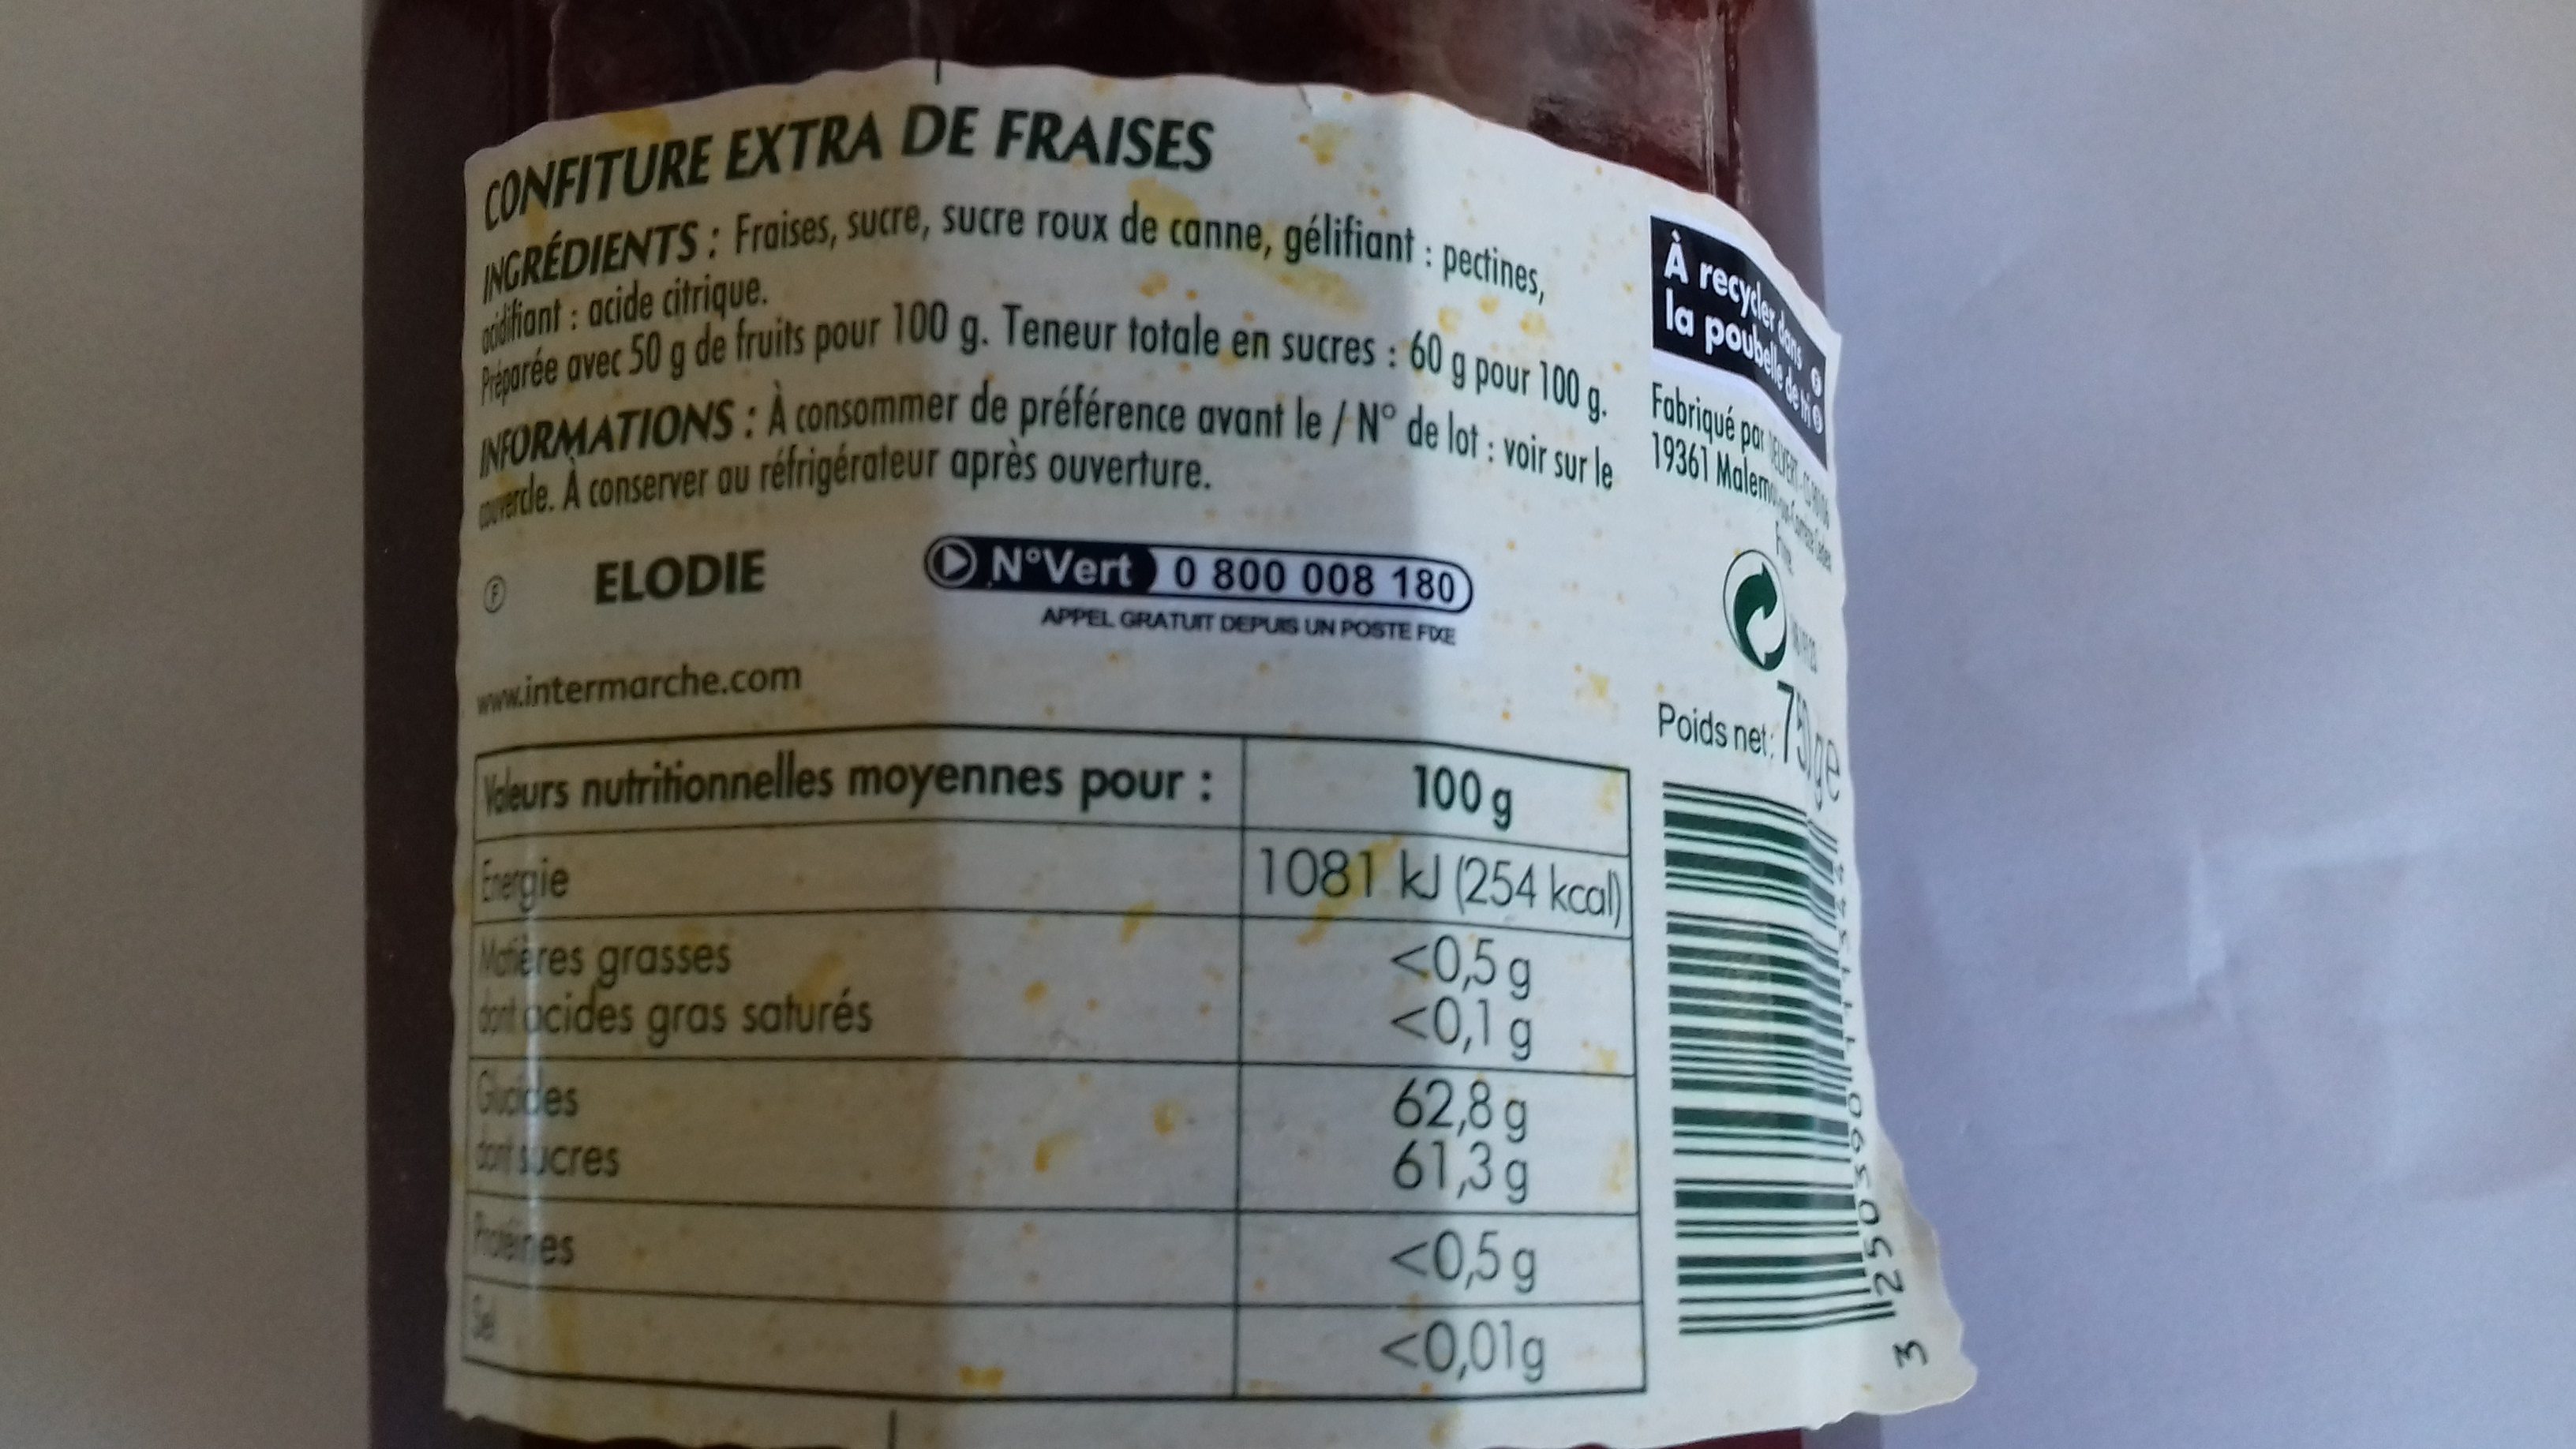 CONFITURE EXTRA DE FRAISES
INGRÉDIENTS : Fraises, sucre, sucre roux de canne, gélifiant : pectines,
acidifiant : acide citrique.
Préparée avec 50 g de fruits pour 100 g. Teneur totale en sucres : 60 g pour 100 g.
INFORMATIONS : À consommer de préférence avant le / N° de lot : voir sur le
couvercle. À conserver au réfrigérateur après ouverture.
F ELODIE
N°Vert 0 800 008 180
APPEL GRATUIT DEPUIS UN POSTE FIXE
www.intermarche.com
Valeurs nutritionnelles moyennes pour : 100 g
Énergie 1081 kJ (254 kcal)
Matières grasses <0,5 g
dont acides gras saturés <0,1 g
Glucides 62,8 g
dont sucres 61,3 g
Protéines <0,5 g
Sel <0,01g
À recycler dans
la poubelle de tri
Fabriqué par
19361
Poids net: 750 g e